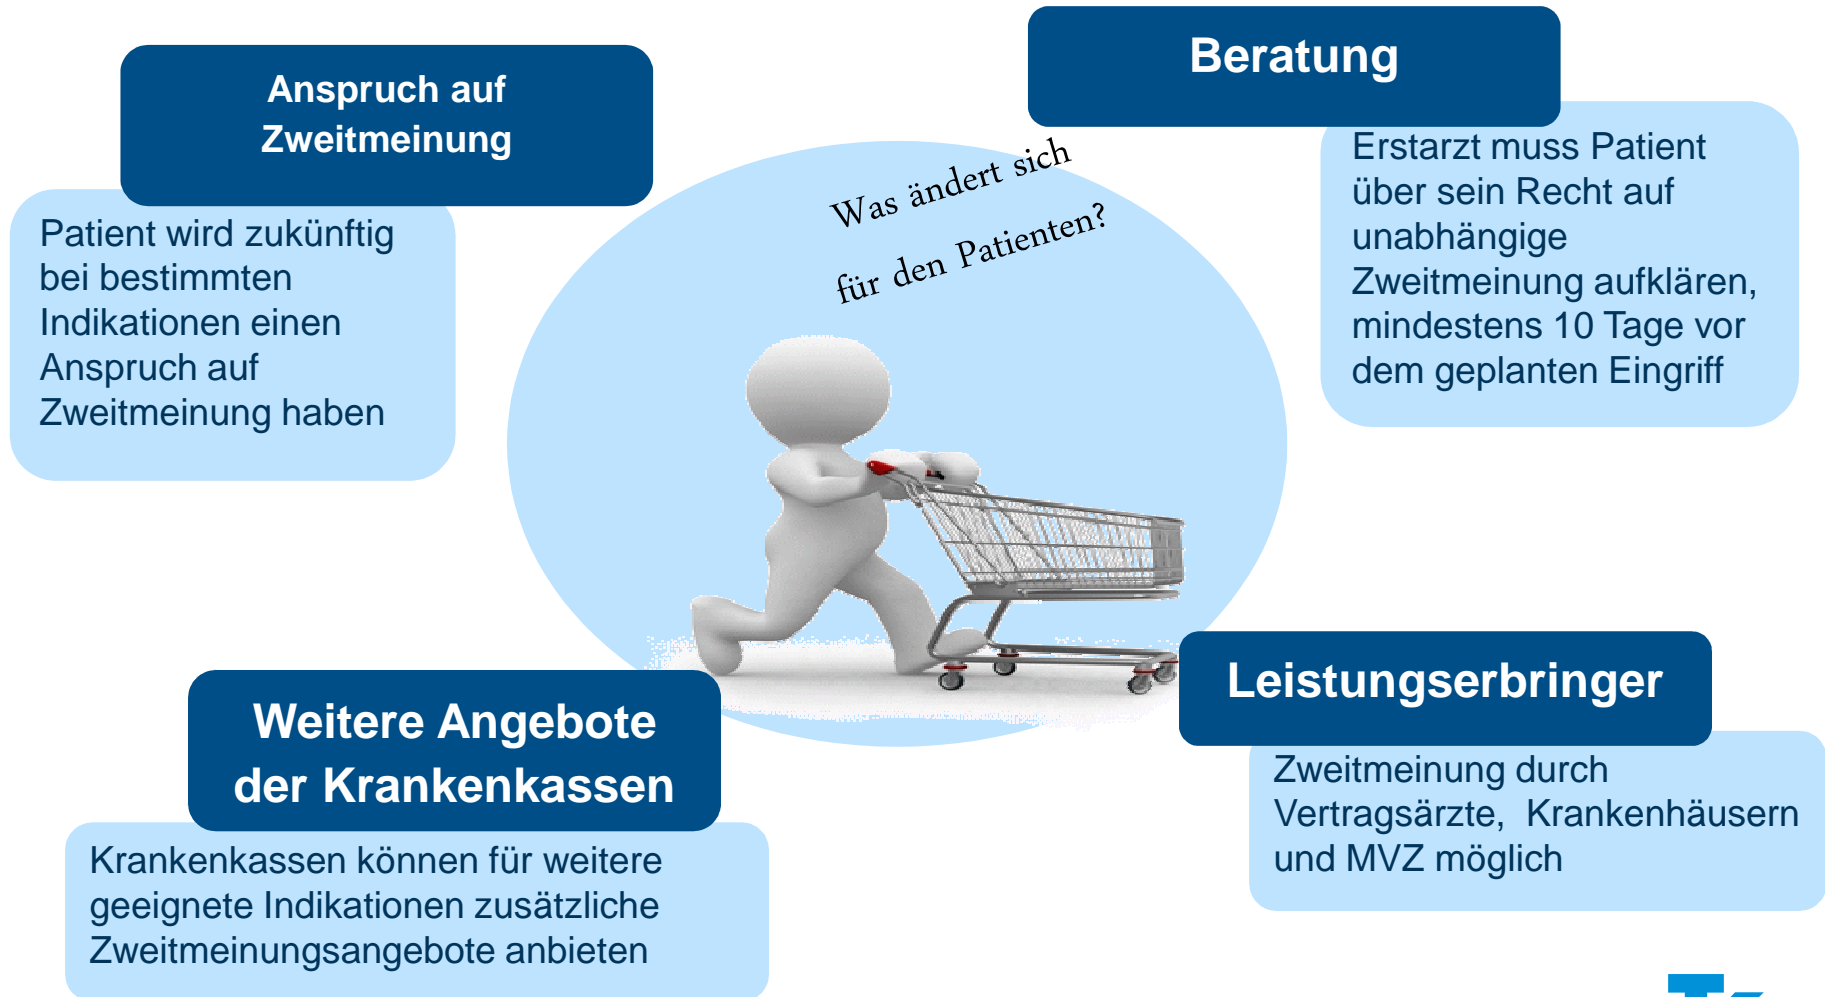 Anspruch auf
Zweitmeinung
Patient wird zukünftig
bei bestimmten
Indikationen einen
Anspruch auf
Zweitmeinung haben
Beratung
Erstarzt muss Patient
über sein Recht auf
unabhängige
Zweitmeinung aufklären,
mindestens 10 Tage vor
dem geplanten Eingriff
Was ändert sich
für den Patienten?
Weitere Angebote
der Krankenkassen
Krankenkassen können für weitere
geeignete Indikationen zusätzliche
Zweitmeinungsangebote anbieten
Leistungserbringer
Zweitmeinung durch
Vertragsärzte, Krankenhäusern
und MVZ möglich